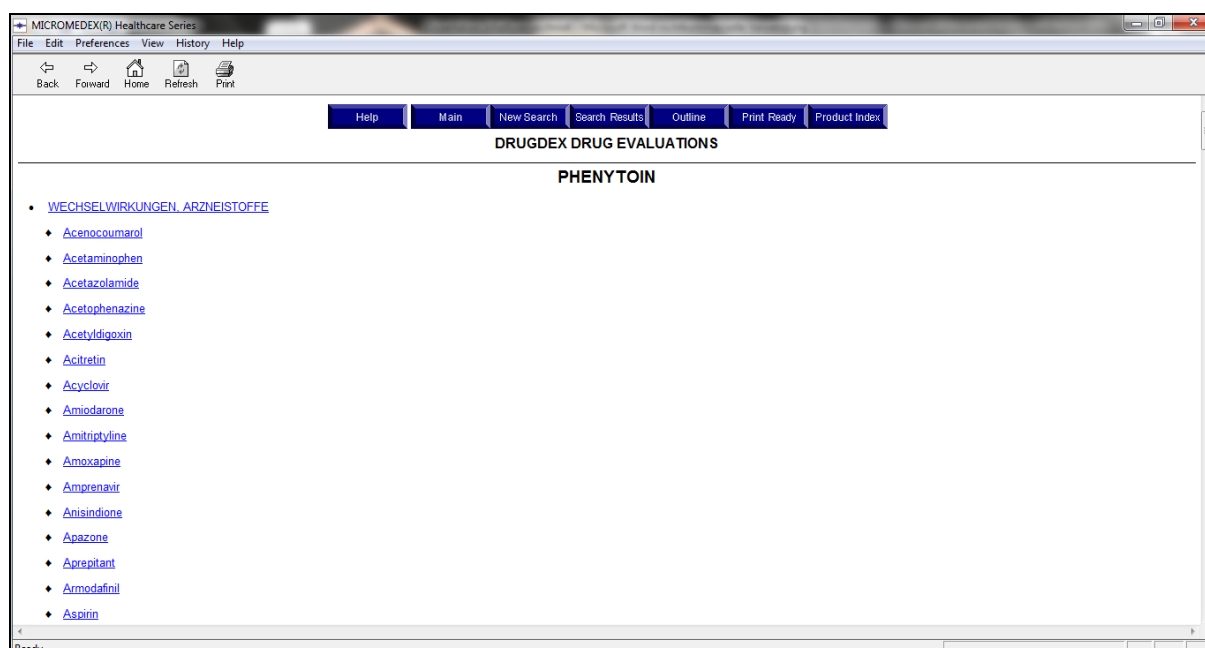 MICROMEDEX(R) Healthcare Series
File Edit Preferences View History Help
Back Forward Home Refresh Print
Help Main New Search Search Results Outline Print Ready Product Index
DRUGDEX DRUG EVALUATIONS
PHENYTOIN
• WECHSELWIRKUNGEN, ARZNEISTOFFE
♦ Acenocoumarol
♦ Acetaminophen
♦ Acetazolamide
♦ Acetophenazine
♦ Acetyldigoxin
♦ Acitretin
♦ Acyclovir
♦ Amiodarone
♦ Amitriptyline
♦ Amoxapine
♦ Amprenavir
♦ Anisindione
♦ Apazone
♦ Aprepitant
♦ Armodafinil
♦ Aspirin
Ready